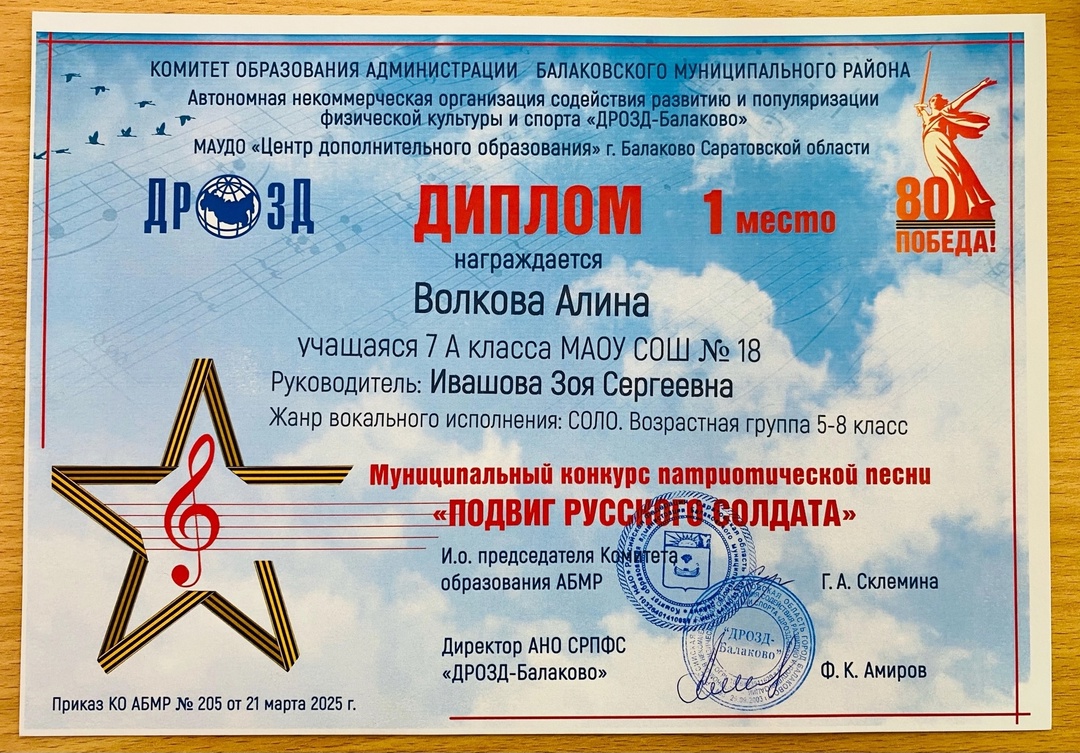 КОМИТЕТ ОБРАЗОВАНИЯ АДМИНИСТРАЦИИ БАЛАКОВСКОГО МУНИЦИПАЛЬНОГО РАЙОНА
Автономная некоммерческая организация содействия развитию и популяризации
физической культуры и спорта «ДРОЗД-Балаково»
МАУДО «Центр дополнительного образования» г. Балаково Саратовской области
ДРОЗД
ДИПЛОМ 1 место
80
ПОБЕДА!
награждается
Волкова Алина
учащаяся 7 А класса МАОУ СОШ № 18
Руководитель: Ивашова Зоя Сергеевна
Жанр вокального исполнения: СОЛО. Возрастная группа 5-8 класс
Муниципальный конкурс патриотической песни
«ПОДВИГ РУССКОГО СОЛДАТА»
И.о. председателя Комитета
образования АБМР
Г. А. Склемина
Директор АНО СРПФС
«ДРОЗД-Балаково»
"ДРОЗД-
Балаково"
Ф. К. Амиров
Приказ КО АБМР № 205 от 21 марта 2025 г.